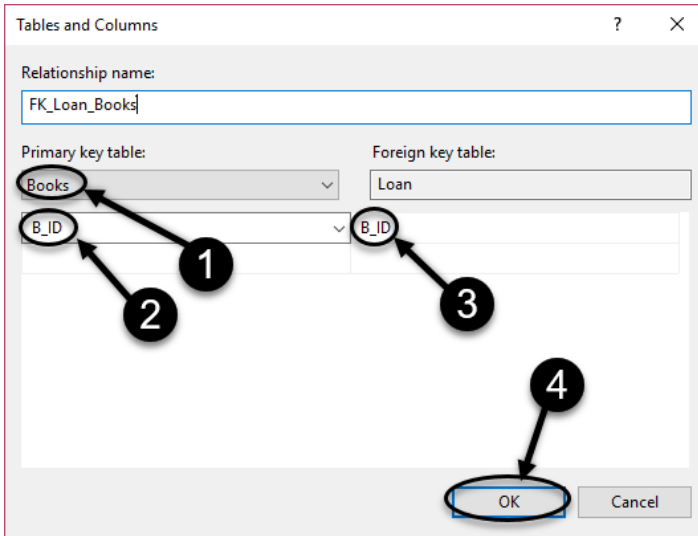 Tables and Columns ? ×
Relationship name:
FK_Loan_Books
Primary key table: Foreign key table:
Books Loan
B_ID B_ID
1
2
3
4
OK Cancel